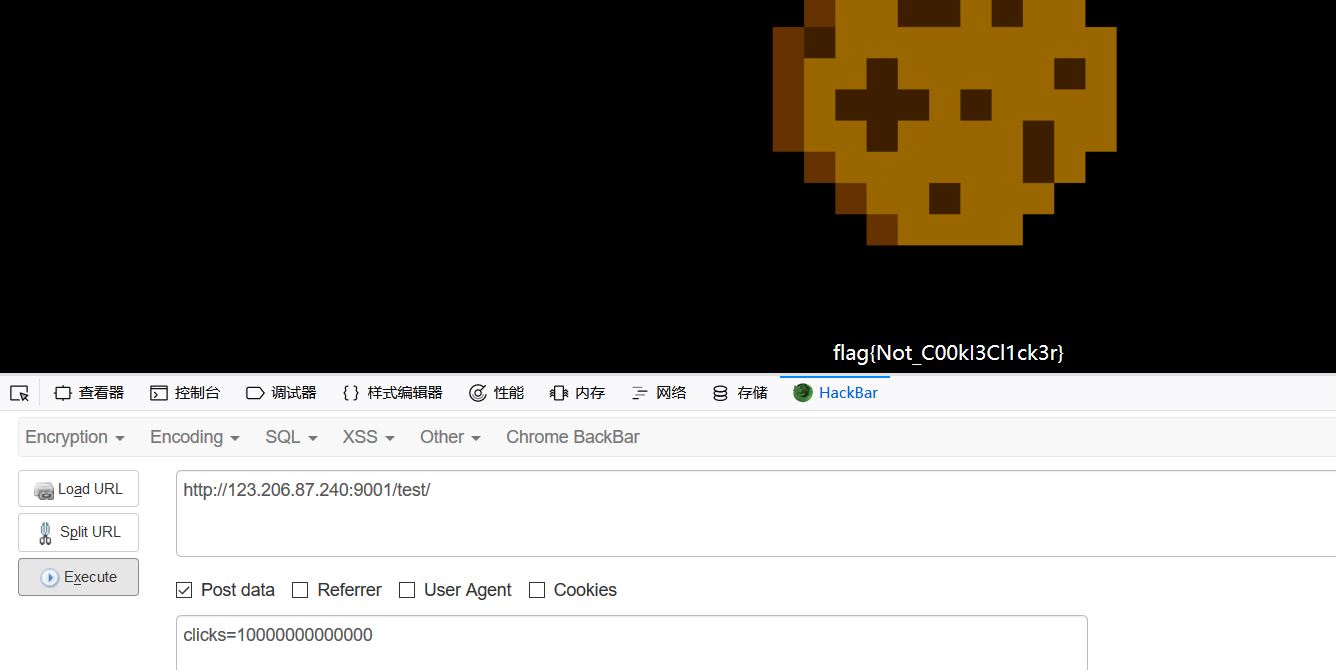 flag{Not_C00kI3Cl1ck3r}
查看器 控制台 调试器 样式编辑器 性能 内存 网络 存储 HackBar
Encryption Encoding SQL XSS Other Chrome BackBar
Load URL http://123.206.87.240:9001/test/
Split URL
Execute
Post data Referrer User Agent Cookies
clicks=10000000000000